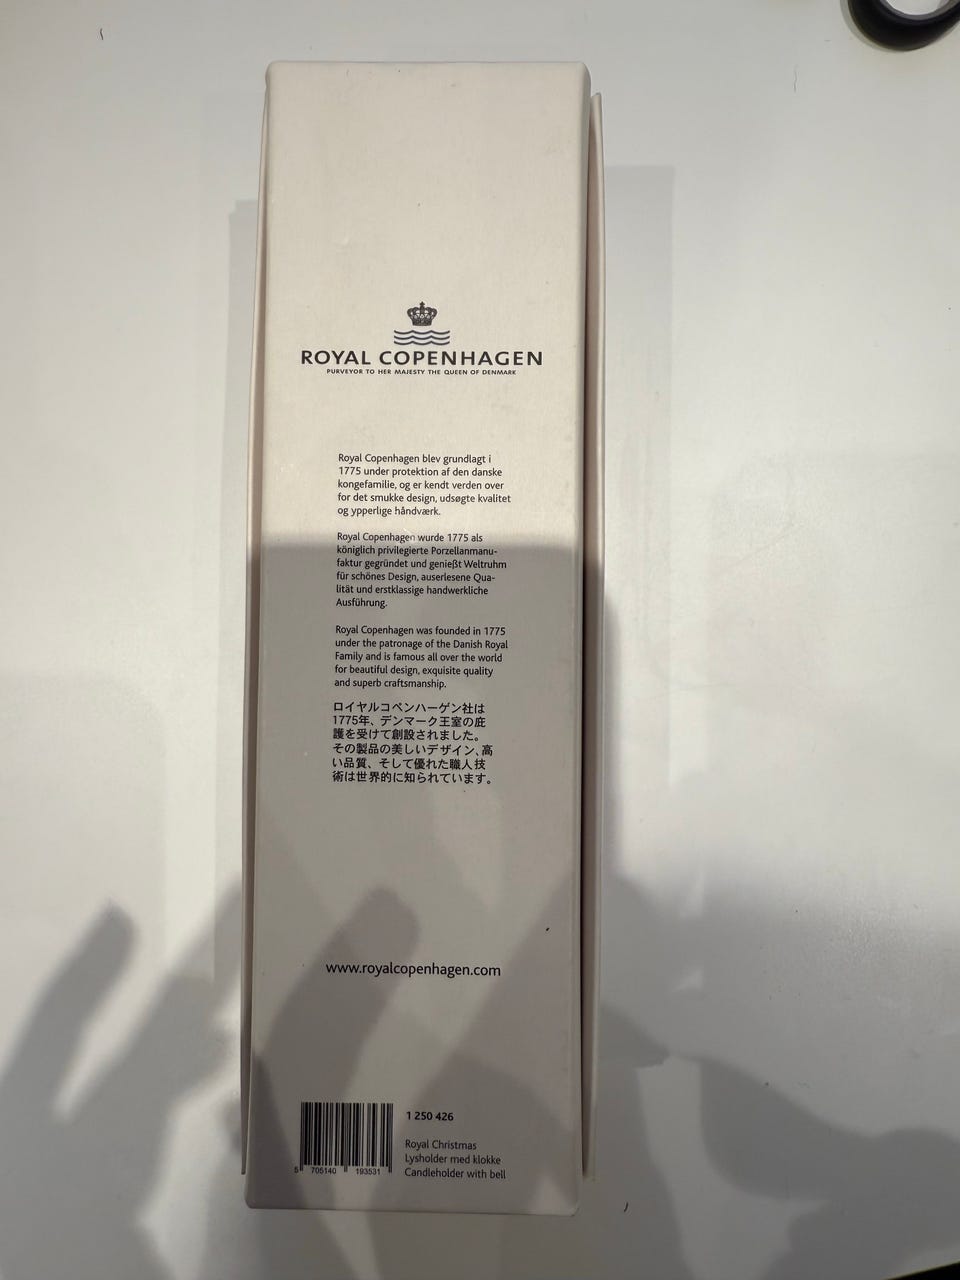 ROYAL COPENHAGEN
PURVEYOR TO HER MAJESTY THE QUEEN OF DENMARK
Royal Copenhagen blev grundlagt i
1775 under protektion af den danske
kongefamilie, og er kendt verden over
for det smukke design, udsøgte kvalitet
og ypperlige håndværk.
Royal Copenhagen wurde 1775 als
königlich privilegierte Porzellanmanu-
faktur gegründet und genießt Weltruhm
für schönes Design, auserlesene Qua-
lität und erstklassige handwerkliche
Ausführung.
Royal Copenhagen was founded in 1775
under the patronage of the Danish Royal
Family and is famous all over the world
for beautiful design, exquisite quality
and superb craftsmanship.
ロイヤルコペンハーゲン社は
1775年、デンマーク王室の庇
護を受けて創設されました。
その製品の美しいデザイン、高
い品質、そして優れた職人技
術は世界的に知られています。
www.royalcopenhagen.com
1 250 426
Royal Christmas
Lysholder med klokke
Candleholder with bell
5 705140 193531